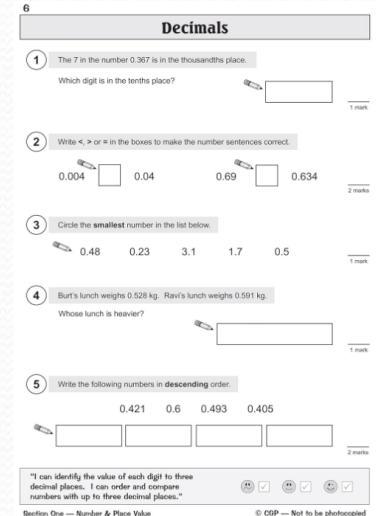 6
Decimals
1
The 7 in the number 0.367 is in the thousandths place.
Which digit is in the tenths place?
1 mark
2
Write <, > or = in the boxes to make the number sentences correct.
0.004 0.04 0.69 0.634
2 marks
3
Circle the smallest number in the list below.
0.48 0.23 3.1 1.7 0.5
1 mark
4
Burt's lunch weighs 0.528 kg. Ravi's lunch weighs 0.591 kg.
Whose lunch is heavier?
1 mark
5
Write the following numbers in descending order.
0.421 0.6 0.493 0.405
2 marks
"I can identify the value of each digit to three
decimal places. I can order and compare
numbers with up to three decimal places."
Section One — Number & Place Value © CGP — Not to be photocopied